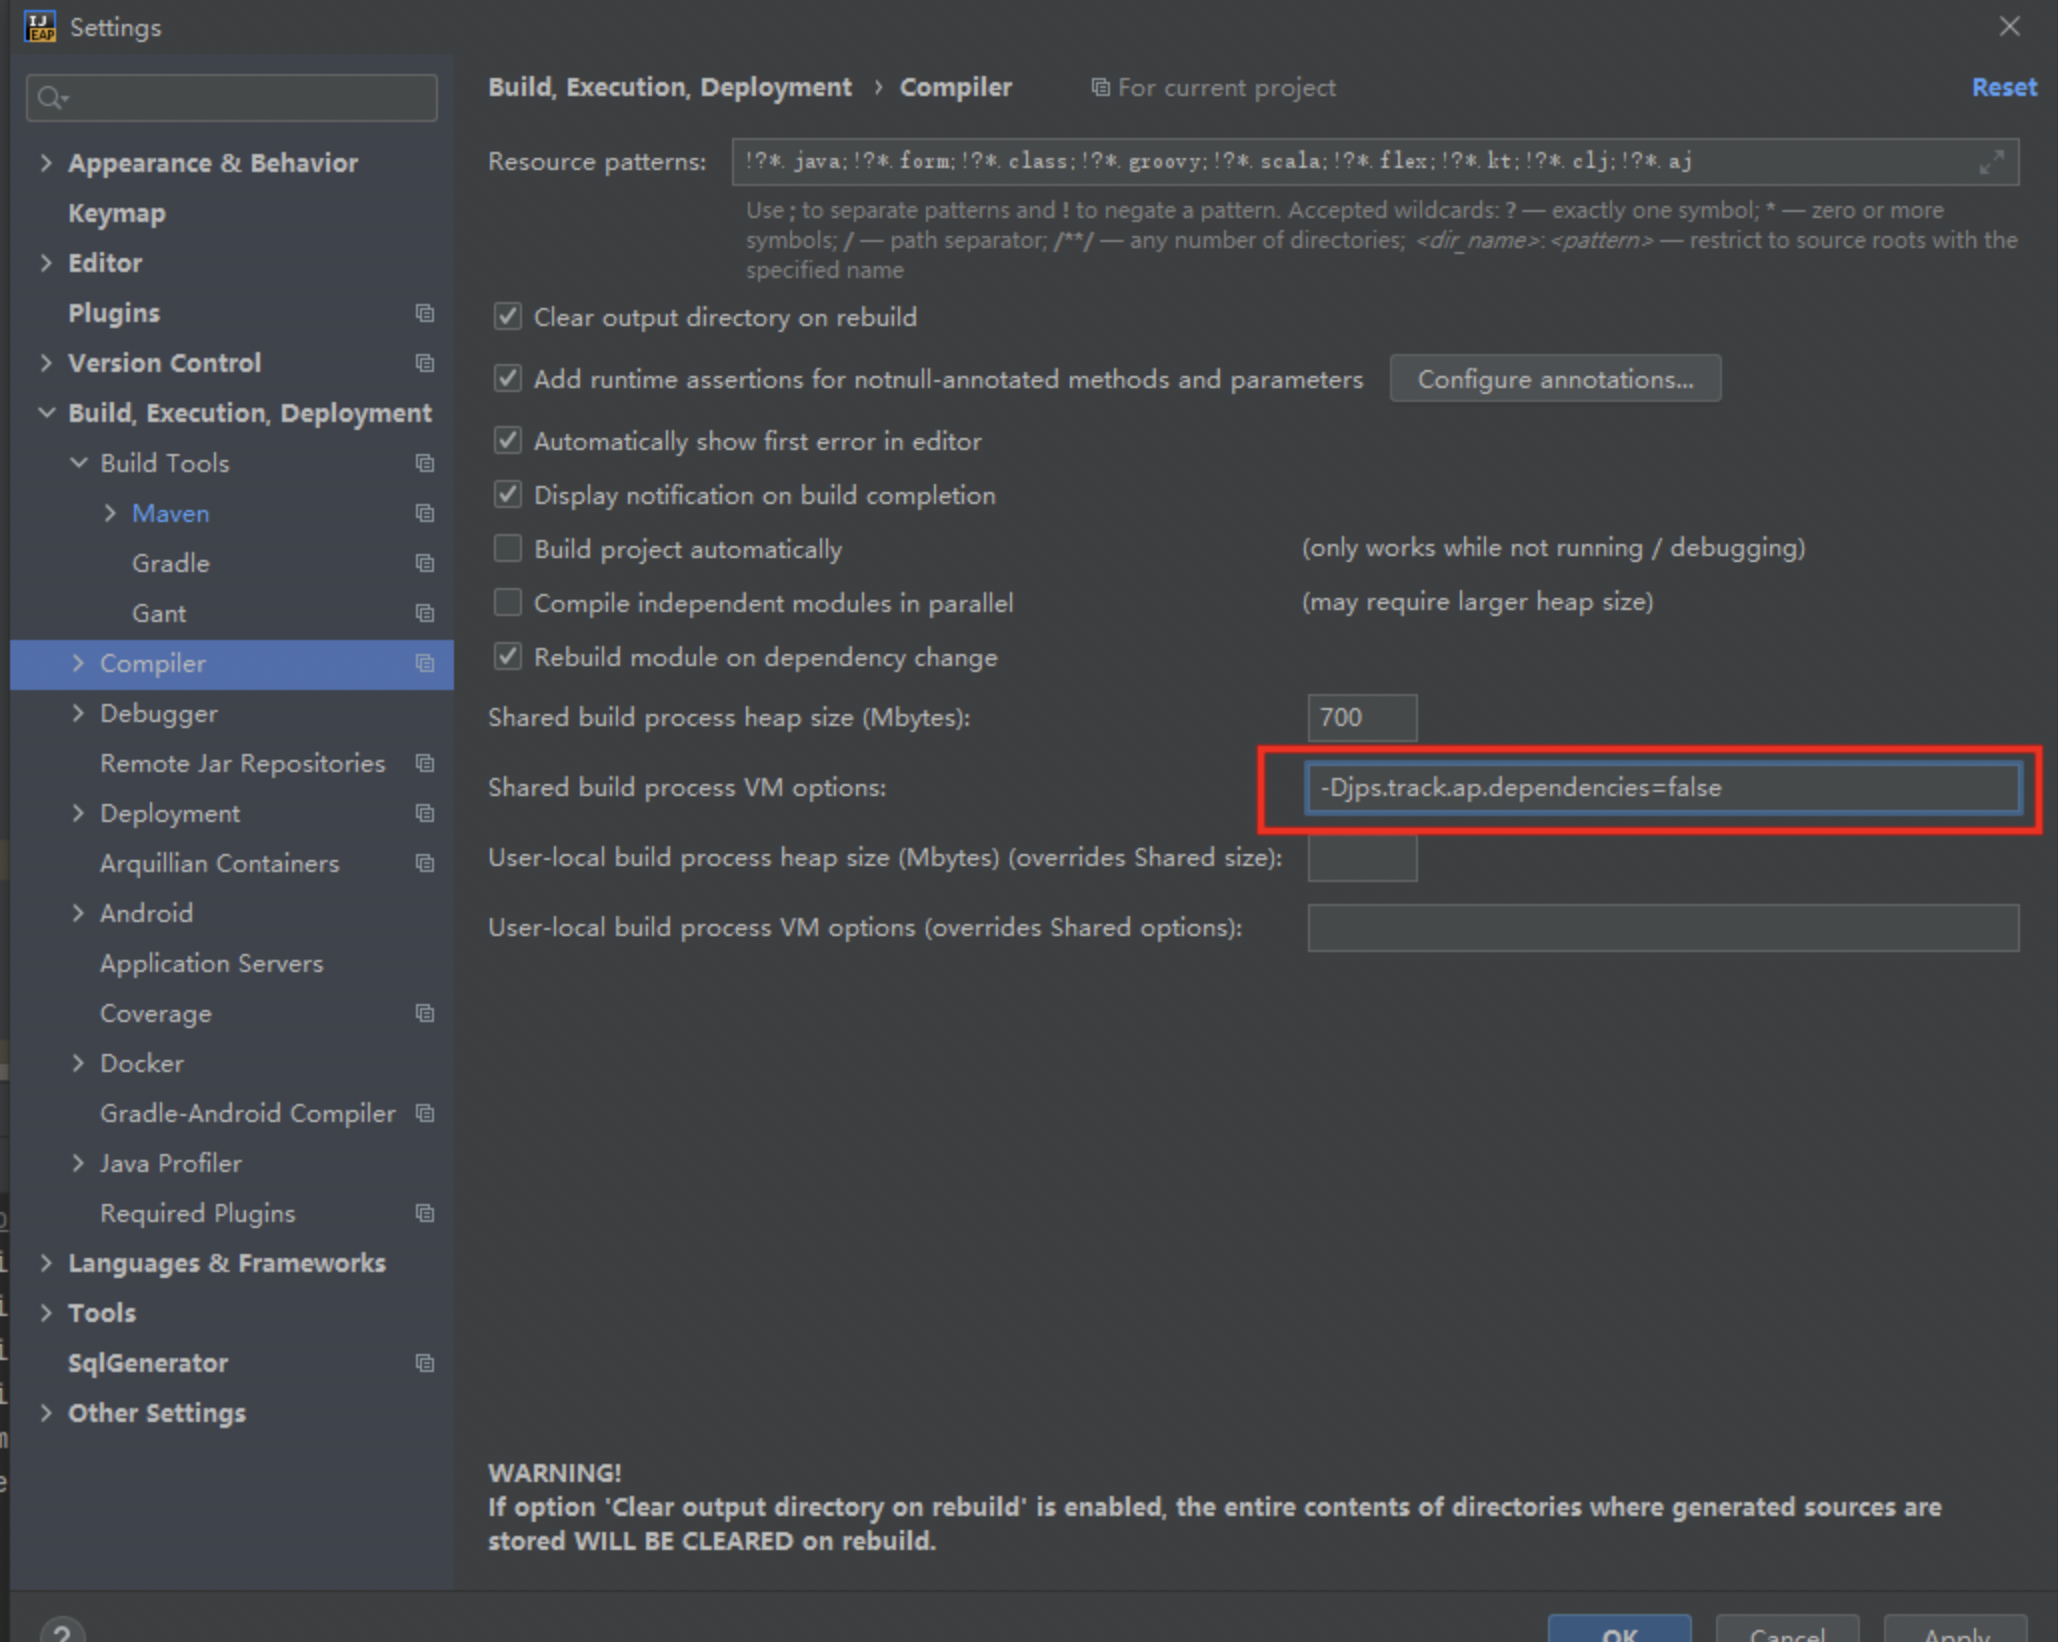 IJ
EAP
Settings
Build, Execution, Deployment › Compiler
For current project
Reset
Appearance & Behavior
Keymap
Editor
Plugins
Version Control
Build, Execution, Deployment
Build Tools
Maven
Gradle
Gant
Compiler
Debugger
Remote Jar Repositories
Deployment
Arquillian Containers
Android
Application Servers
Coverage
Docker
Gradle-Android Compiler
Java Profiler
Required Plugins
Languages & Frameworks
Tools
SqlGenerator
Other Settings
Resource patterns: !?*.java;!?*.form;!?*.class;!?*.groovy;!?*.scala;!?*.flex;!?*.kt;!?*.clj;!?*.aj
Use ; to separate patterns and ! to negate a pattern. Accepted wildcards: ? — exactly one symbol; * — zero or more
symbols; / — path separator; /**/ — any number of directories; <dir_name>:<pattern> — restrict to source roots with the
specified name
Clear output directory on rebuild
Add runtime assertions for notnull-annotated methods and parameters Configure annotations...
Automatically show first error in editor
Display notification on build completion
Build project automatically (only works while not running / debugging)
Compile independent modules in parallel (may require larger heap size)
Rebuild module on dependency change
Shared build process heap size (Mbytes): 700
Shared build process VM options: -Djps.track.ap.dependencies=false
User-local build process heap size (Mbytes) (overrides Shared size):
User-local build process VM options (overrides Shared options):
WARNING!
If option 'Clear output directory on rebuild' is enabled, the entire contents of directories where generated sources are
stored WILL BE CLEARED on rebuild.
?
OK Cancel Apply